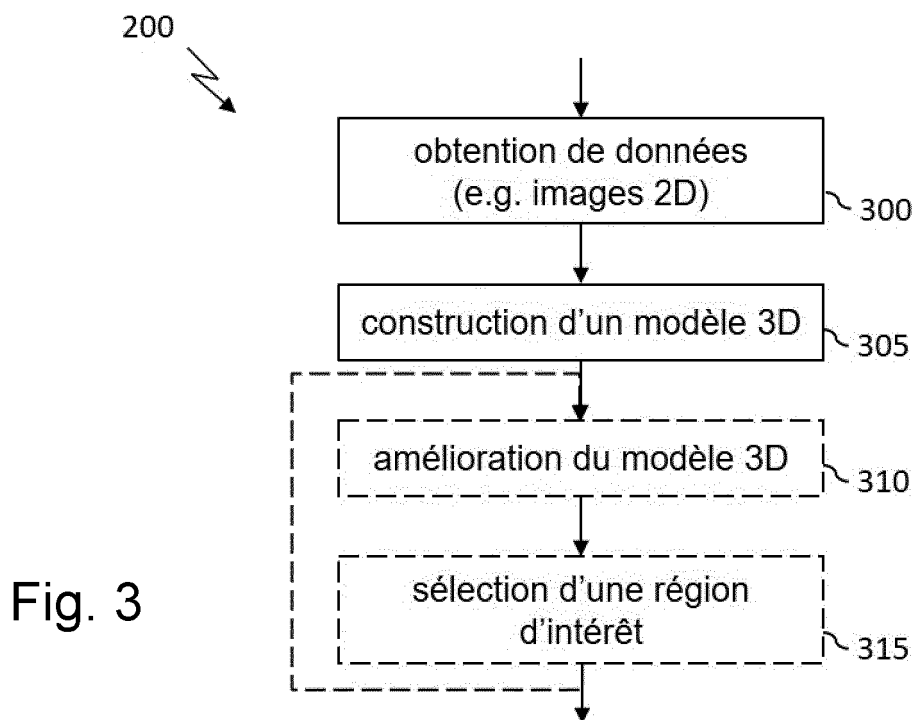 200
obtention de données
(e.g. images 2D)
300
construction d'un modèle 3D
305
amélioration du modèle 3D
310
sélection d'une région
d'intérêt
315
Fig. 3